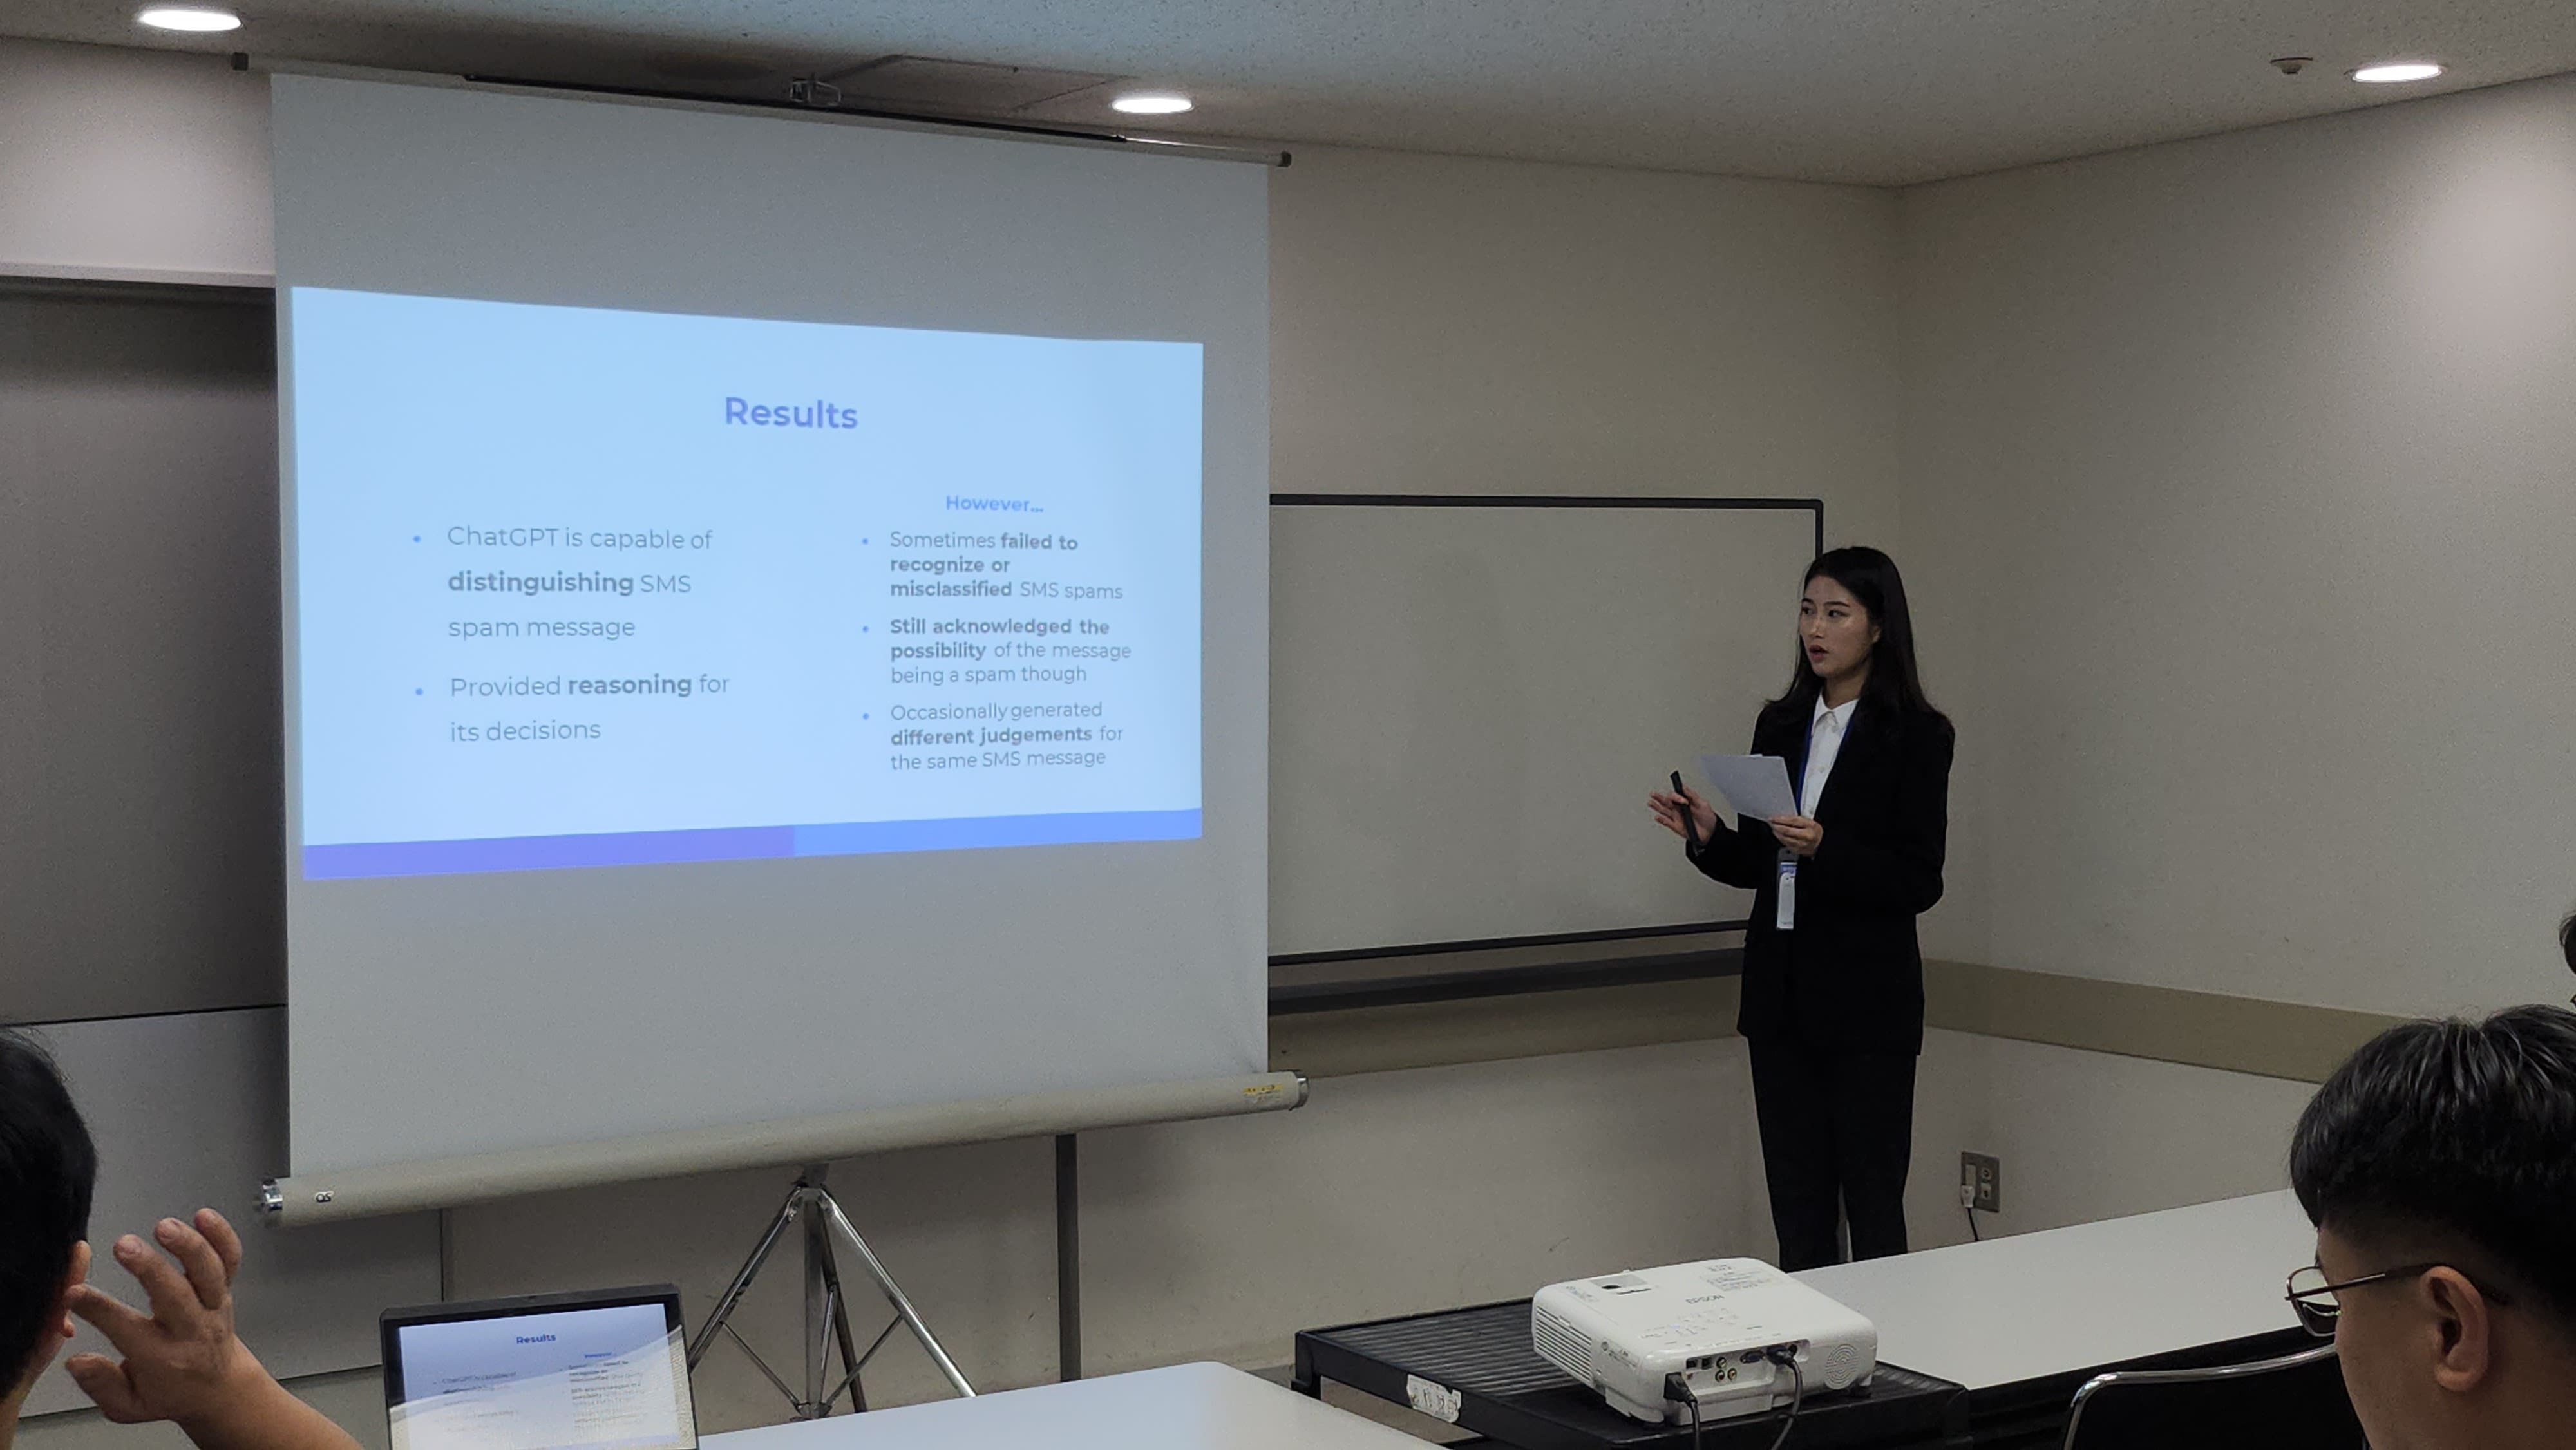 Results
ChatGPT is capable of
distinguishing SMS
spam message
Provided reasoning for
its decisions
However...
Sometimes failed to
recognize or
misclassified SMS spams
Still acknowledged the
possibility of the message
being a spam though
Occasionally generated
different judgements for
the same SMS message
OS
Results
EPSON